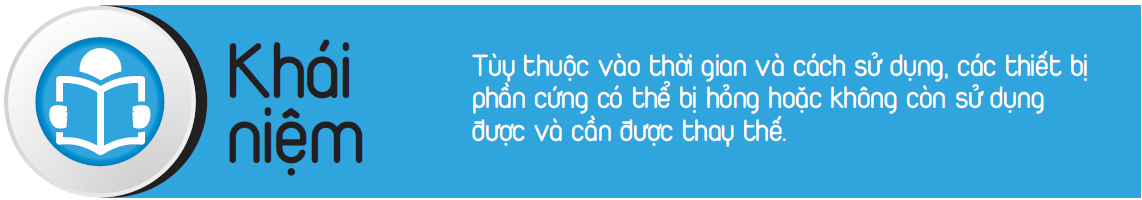 Khái
niệm
Tùy thuộc vào thời gian và cách sử dụng, các thiết bị
phần cứng có thể bị hỏng hoặc không còn sử dụng
được và cần được thay thế.